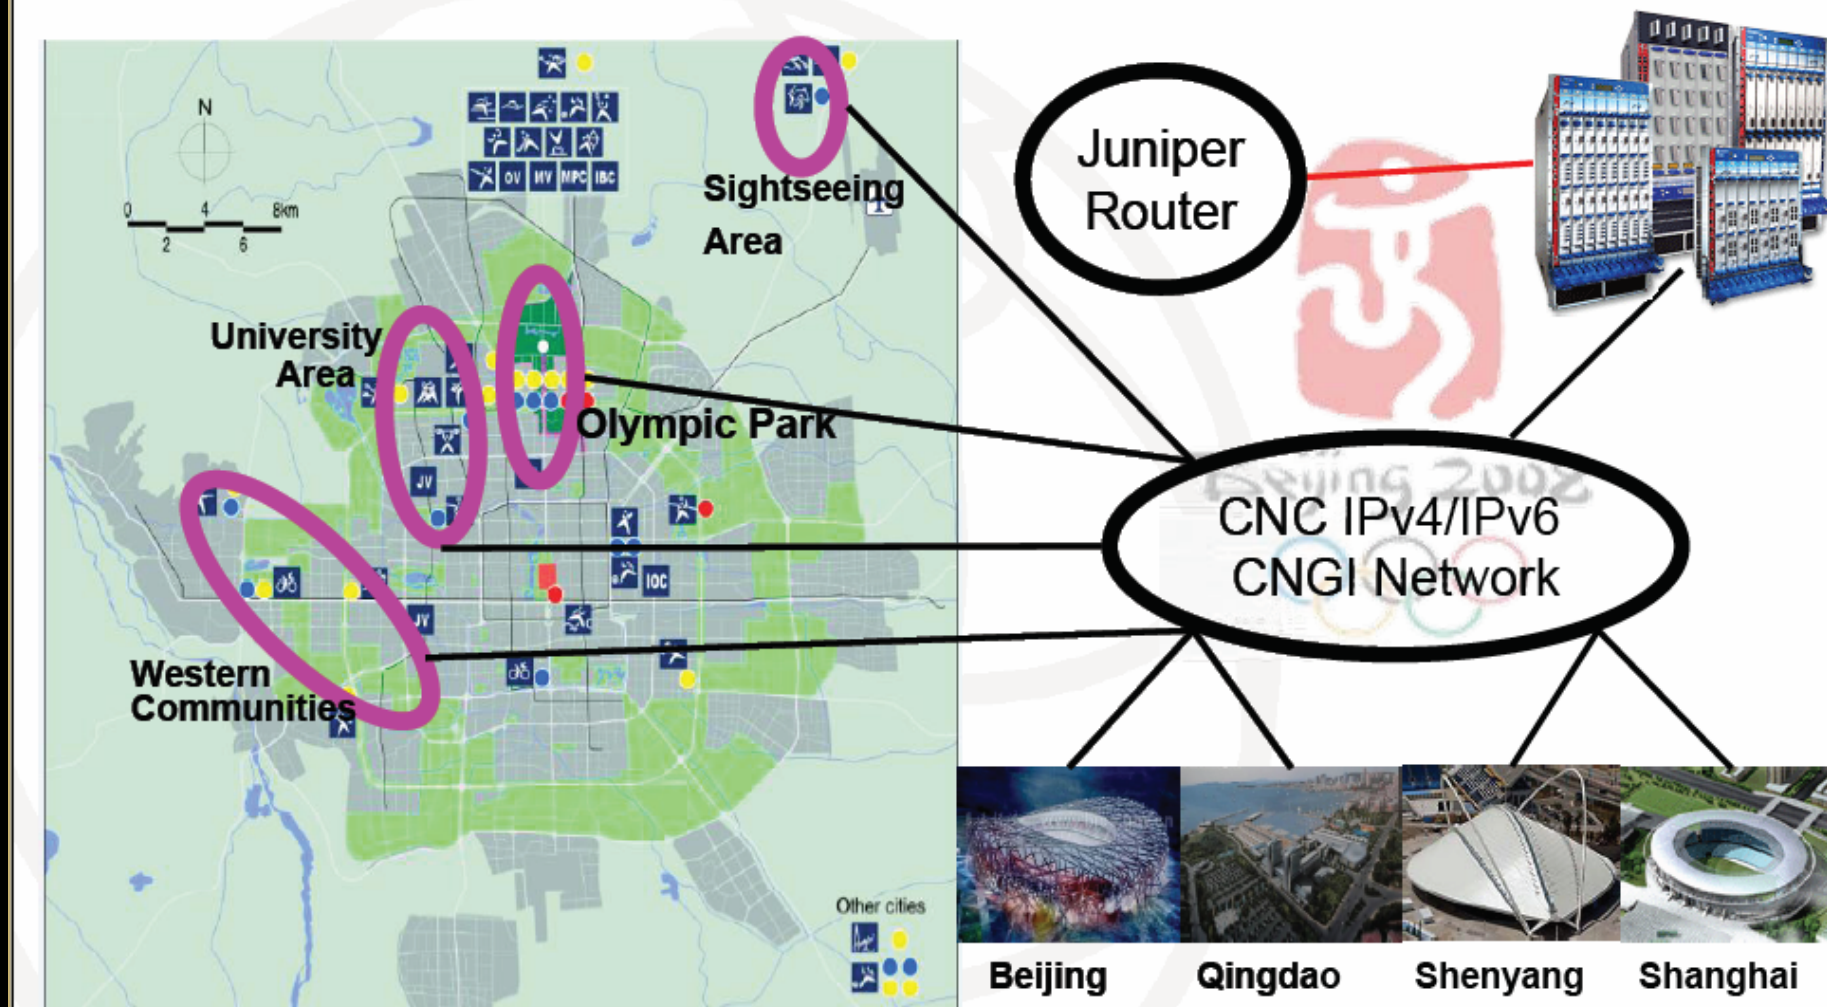 N
0 4 8km
2 6
OV MV MPC IBC
Sightseeing
Area
University
Area
Olympic Park
JV
IOC
JV
Western
Communities
Other cities
Juniper
Router
Beijing 2008
CNC IPv4/IPv6
CNGI Network
Beijing
Qingdao
Shenyang
Shanghai